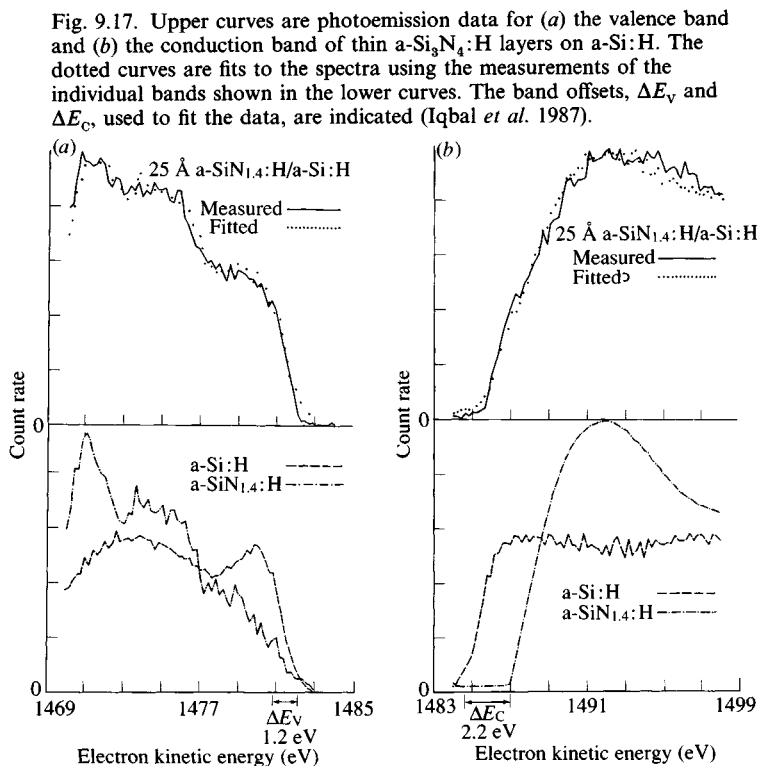 Fig. 9.17. Upper curves are photoemission data for (a) the valence band
and (b) the conduction band of thin a-Si₃N₄:H layers on a-Si:H. The
dotted curves are fits to the spectra using the measurements of the
individual bands shown in the lower curves. The band offsets, ΔE_V and
ΔE_C, used to fit the data, are indicated (Iqbal et al. 1987).
(a)
25 Å a-SiN₁.₄:H/a-Si:H
Measured
Fitted
0
Count rate
a-Si:H
a-SiN₁.₄:H
0
1469
1477
1485
ΔE_V
1.2 eV
Electron kinetic energy (eV)
(b)
25 Å a-SiN₁.₄:H/a-Si:H
Measured
Fitted
0
Count rate
a-Si:H
a-SiN₁.₄:H
0
1483
1491
1499
ΔE_C
2.2 eV
Electron kinetic energy (eV)